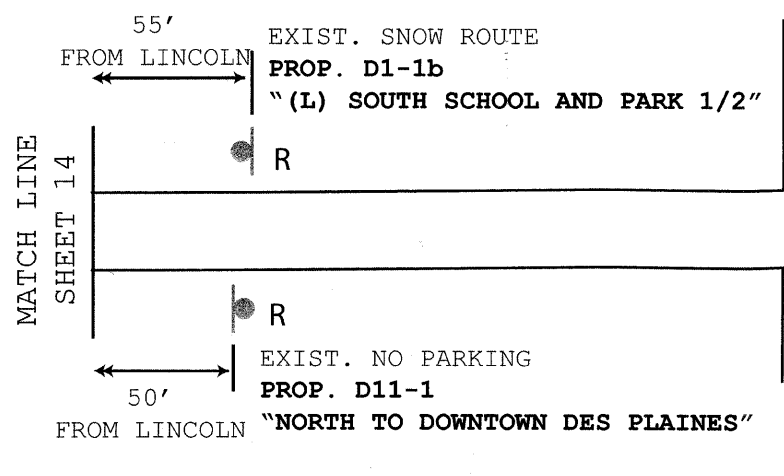 55'
FROM LINCOLN
EXIST. SNOW ROUTE
PROP. D1-1b
"(L) SOUTH SCHOOL AND PARK 1/2"
R
MATCH LINE
SHEET 14
R
50'
FROM LINCOLN
EXIST. NO PARKING
PROP. D11-1
"NORTH TO DOWNTOWN DES PLAINES"